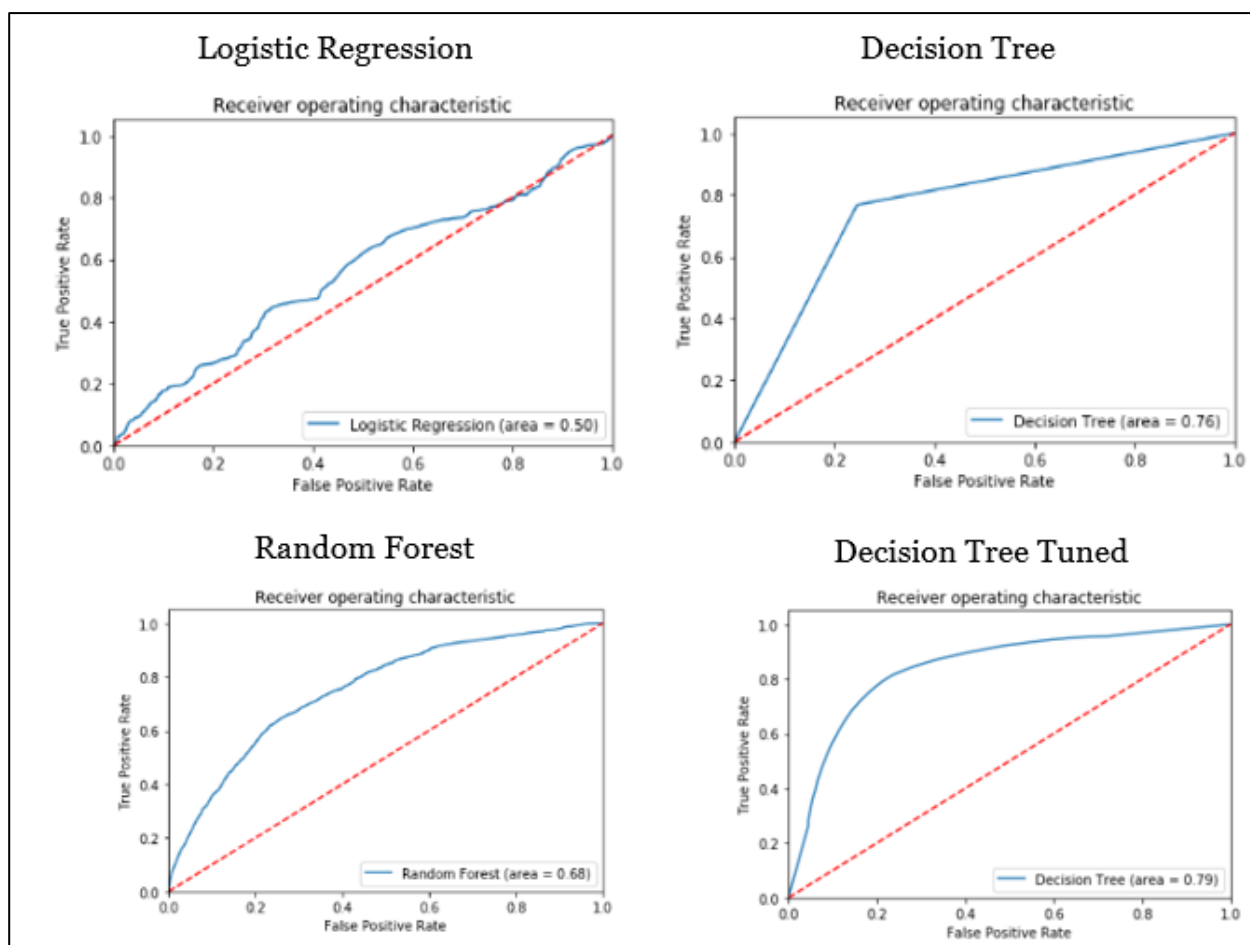 Logistic Regression
Receiver operating characteristic
1.0
0.8
0.6
0.4
0.2
0.0
True Positive Rate
Logistic Regression (area = 0.50)
0.0 0.2 0.4 0.6 0.8 1.0
False Positive Rate
Decision Tree
Receiver operating characteristic
1.0
0.8
0.6
0.4
0.2
0.0
True Positive Rate
Decision Tree (area = 0.76)
0.0 0.2 0.4 0.6 0.8 1.0
False Positive Rate
Random Forest
Receiver operating characteristic
1.0
0.8
0.6
0.4
0.2
0.0
True Positive Rate
Random Forest (area = 0.68)
0.0 0.2 0.4 0.6 0.8 1.0
False Positive Rate
Decision Tree Tuned
Receiver operating characteristic
1.0
0.8
0.6
0.4
0.2
0.0
True Positive Rate
Decision Tree (area = 0.79)
0.0 0.2 0.4 0.6 0.8 1.0
False Positive Rate